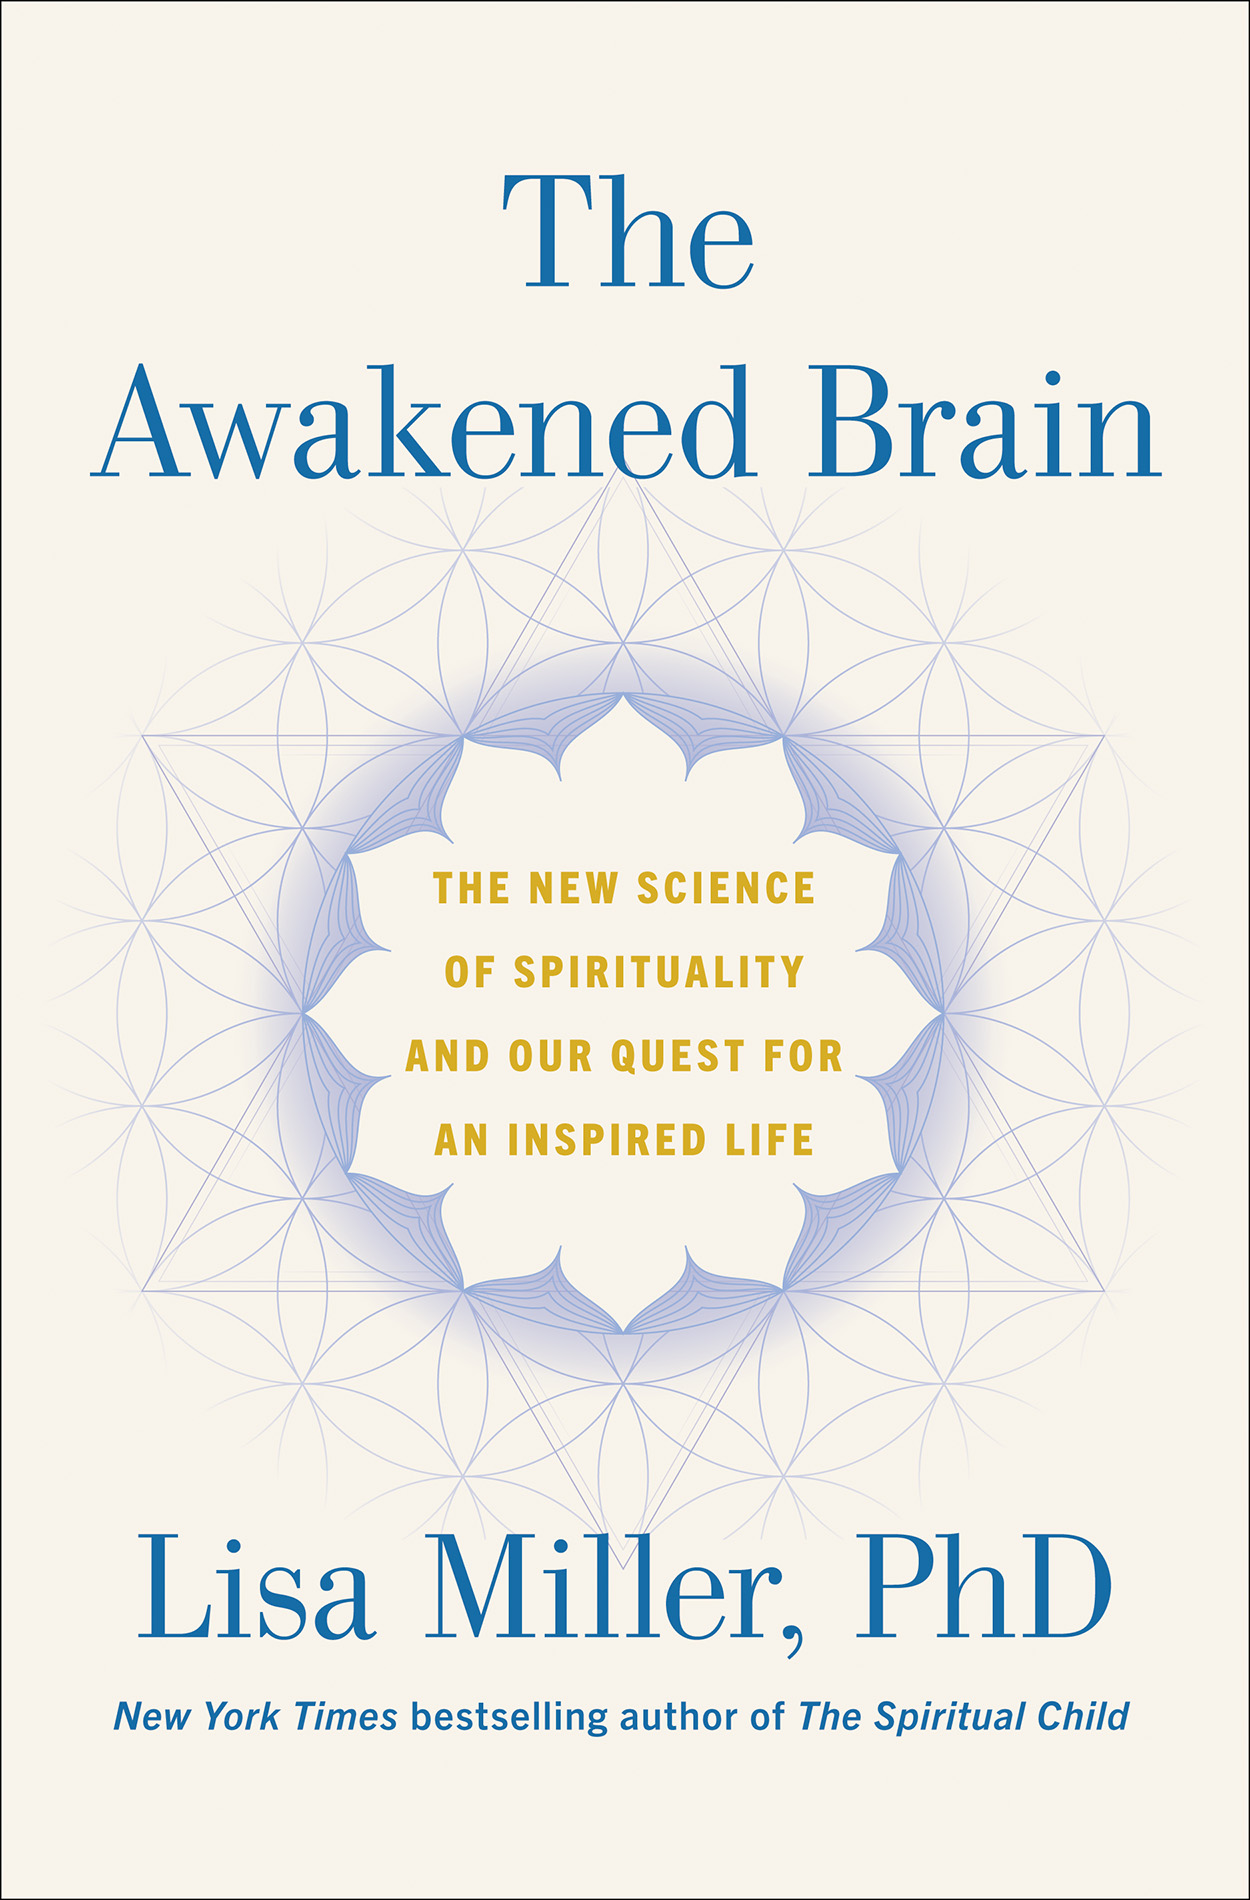 The
Awakened Brain
THE NEW SCIENCE
OF SPIRITUALITY
AND OUR QUEST FOR
AN INSPIRED LIFE
Lisa Miller, PhD
New York Times bestselling author of The Spiritual Child